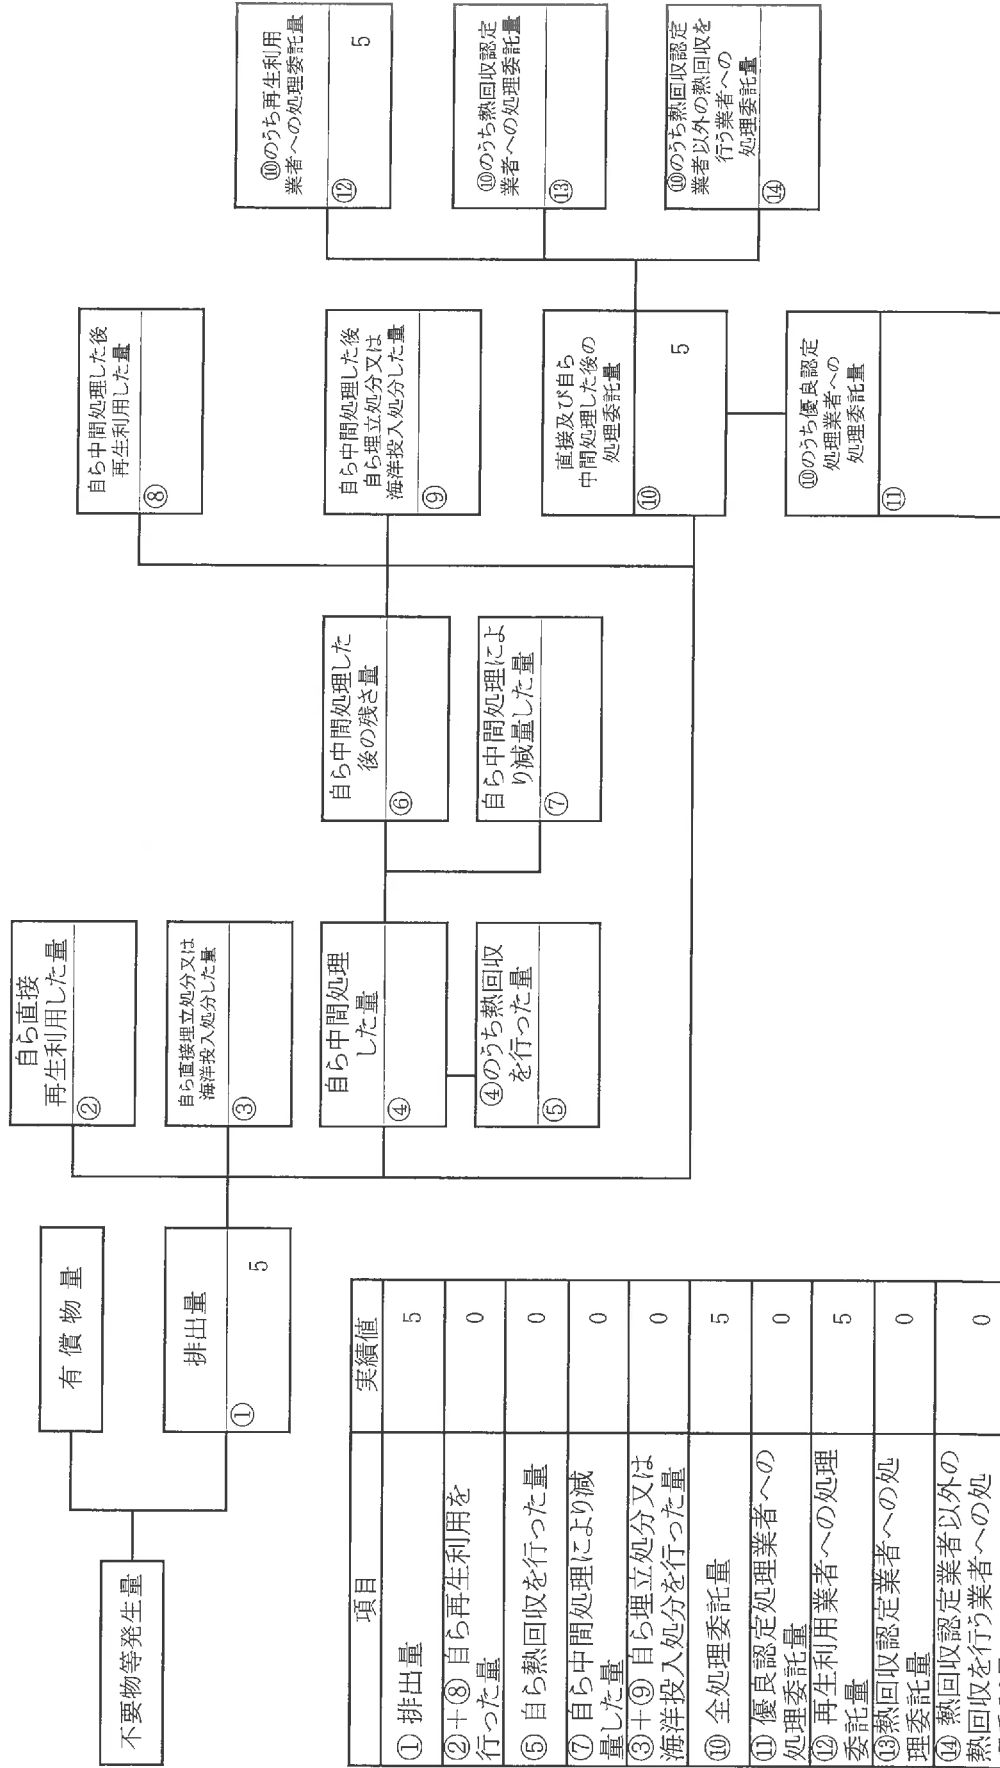 不要物等発生量
有償物量
排出量
①
5
自ら直接
再生利用した量
②
自ら直接埋立処分又は
海洋投入処分した量
③
自ら中間処理
した量
④
④のうち熱回収
を行った量
⑤
自ら中間処理した
後の残さ量
⑥
自ら中間処理によ
り減量した量
⑦
自ら中間処理した後
再生利用した量
⑧
自ら中間処理した後
自ら埋立処分又は
海洋投入処分した量
⑨
直接及び自ら
中間処理した後の
処理委託量
⑩
5
⑩のうち優良認定
処理業者への
処理委託量
⑪
⑩のうち再生利用
業者への処理委託量
⑫
5
⑩のうち熱回収認定
業者への処理委託量
⑬
⑩のうち熱回収認定
業者以外の熱回収を
行う業者への
処理委託量
⑭
項目 実績値
① 排出量 5
②+⑧ 自ら再生利用を
行った量 0
⑤ 自ら熱回収を行った量 0
⑦ 自ら中間処理により減
量した量 0
③+⑨ 自ら埋立処分又は
海洋投入処分を行った量 0
⑩ 全処理委託量 5
⑪ 優良認定処理業者への
処理委託量 0
⑫ 再生利用業者への処理
委託量 5
⑬熱回収認定業者への処
理委託量 0
⑭ 熱回収認定業者以外の
熱回収を行う業者への処 0